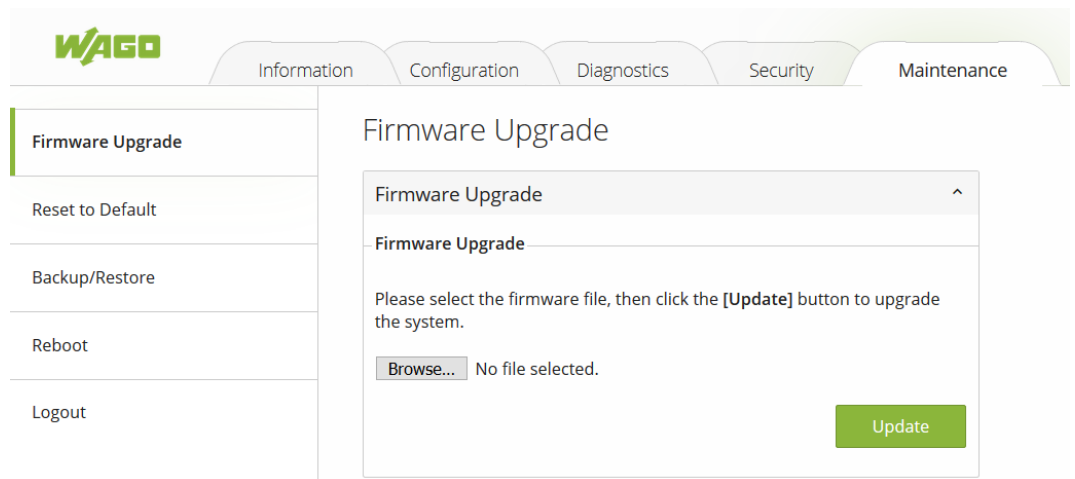 WAGO
Information Configuration Diagnostics Security Maintenance
Firmware Upgrade
Reset to Default
Backup/Restore
Reboot
Logout
Firmware Upgrade
Firmware Upgrade
Firmware Upgrade
Please select the firmware file, then click the [Update] button to upgrade
the system.
Browse... No file selected.
Update